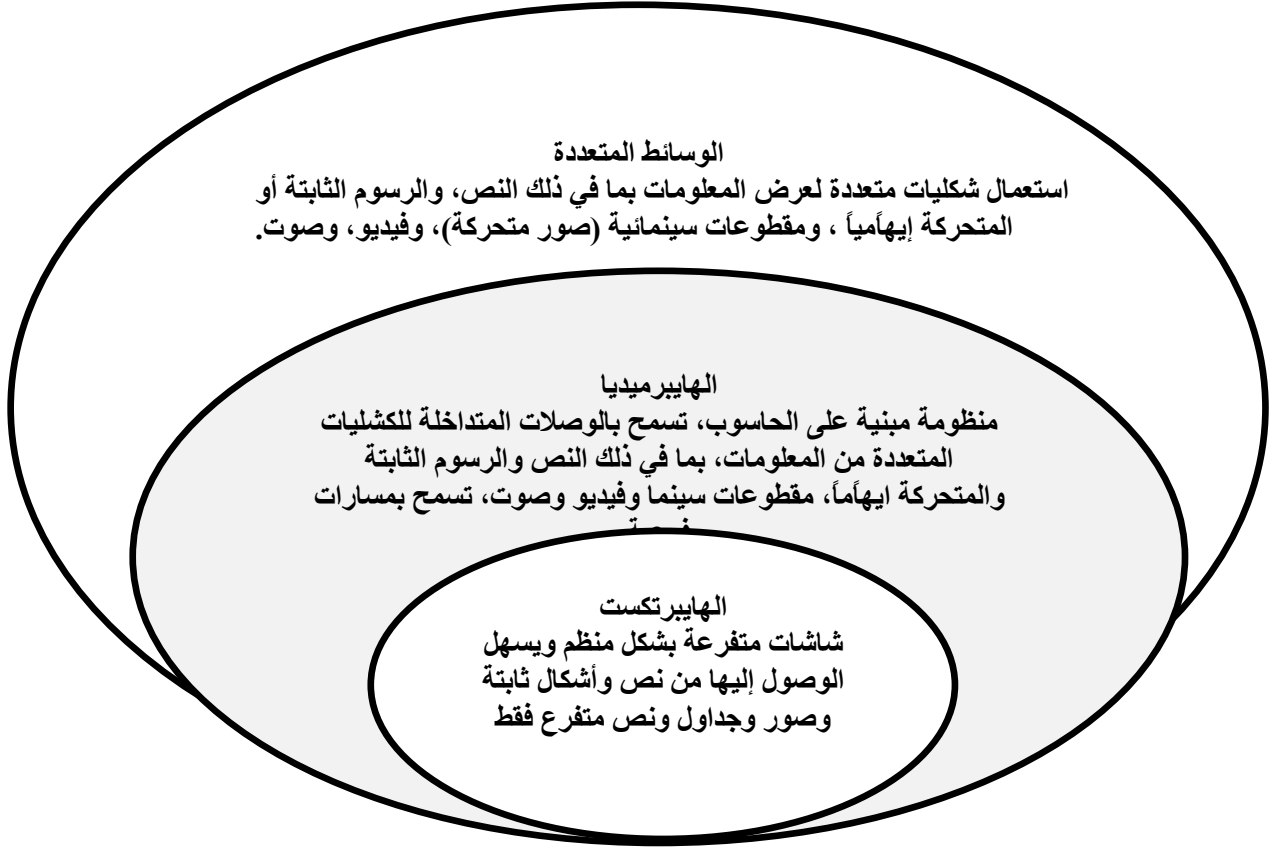 الوسائط المتعددة
استعمال شكليات متعددة لعرض المعلومات بما في ذلك النص، والرسوم الثابتة أو
المتحركة إيهاَمياً ، ومقطوعات سينمائية (صور متحركة)، وفيديو، وصوت.
الهايبرميديا
منظومة مبنية على الحاسوب، تسمح بالوصلات المتداخلة للكشليات
المتعددة من المعلومات، بما في ذلك النص والرسوم الثابتة
والمتحركة ايهاَماً، مقطوعات سينما وفيديو وصوت، تسمح بمسارات
الهايبرتكست
شاشات متفرعة بشكل منظم ويسهل
الوصول إليها من نص وأشكال ثابتة
وصور وجداول ونص متفرع فقط